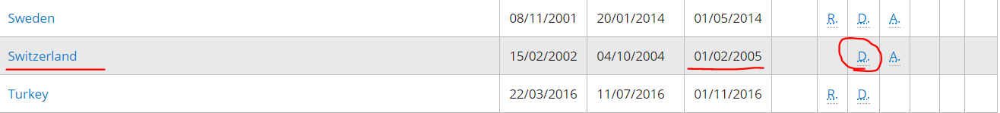 Sweden 08/11/2001 20/01/2014 01/05/2014 R. D. A.
Switzerland 15/02/2002 04/10/2004 01/02/2005 D. A.
Turkey 22/03/2016 11/07/2016 01/11/2016 R. D.